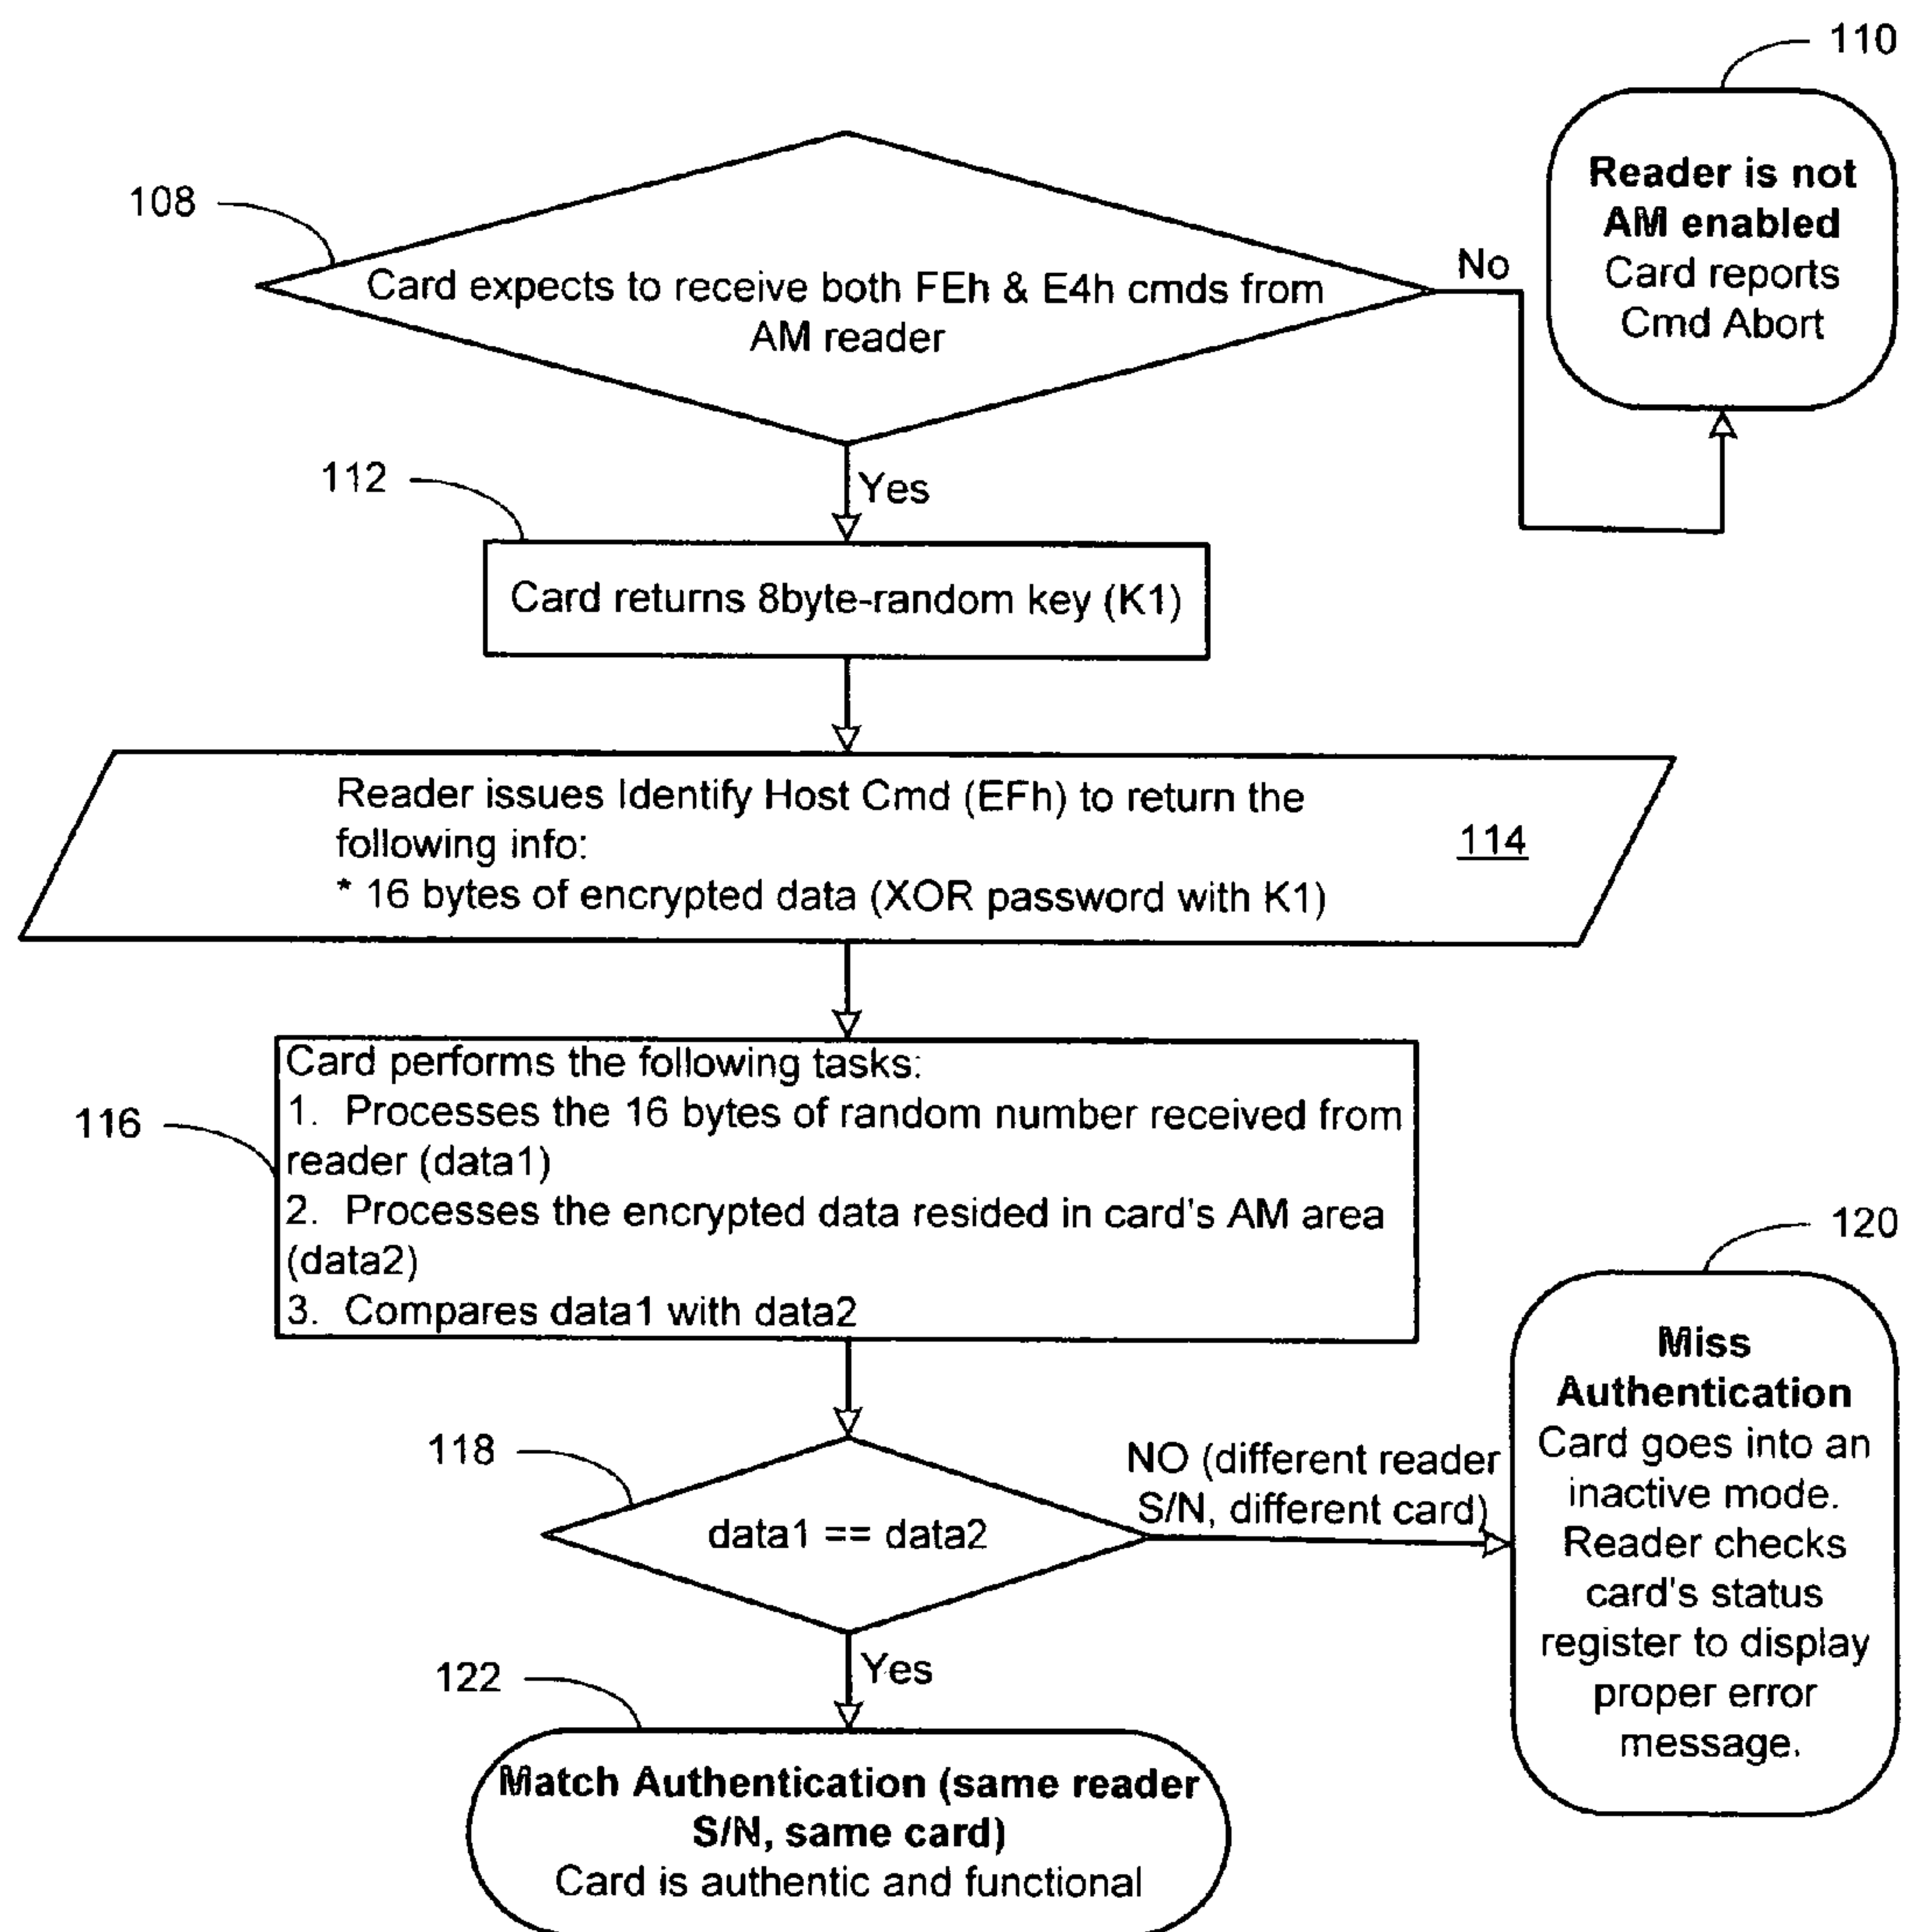 110
Reader is not
AM enabled
Card reports
Cmd Abort
108
Card expects to receive both FEh & E4h cmds from
AM reader
No
Yes
112
Card returns 8byte-random key (K1)
Reader issues Identify Host Cmd (EFh) to return the
following info:
* 16 bytes of encrypted data (XOR password with K1)
114
116
Card performs the following tasks:
1. Processes the 16 bytes of random number received from
reader (data1)
2. Processes the encrypted data resided in card's AM area
(data2)
3. Compares data1 with data2
118
data1 == data2
NO (different reader
S/N, different card)
120
Miss
Authentication
Card goes into an
inactive mode.
Reader checks
card's status
register to display
proper error
message.
Yes
122
Match Authentication (same reader
S/N, same card)
Card is authentic and functional